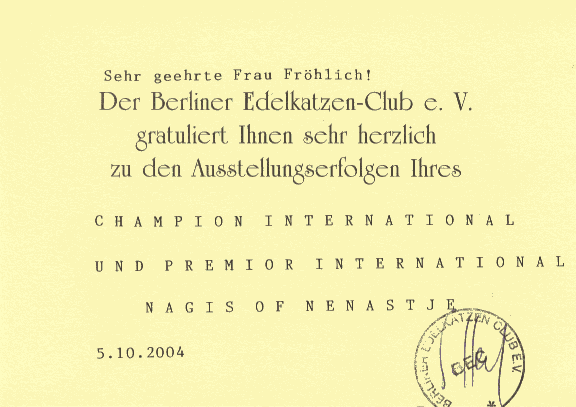 Sehr geehrte Frau Fröhlich!
Der Berliner Edelkatzen-Club e. V.
gratuliert Ihnen sehr herzlich
zu den Ausstellungserfolgen Ihres
CHAMPION INTERNATIONAL
UND PREMIOR INTERNATIONAL
NAGIS OF NENASTJE
5.10.2004
BERLINER EDELKATZEN CLUB E.V.
BEC